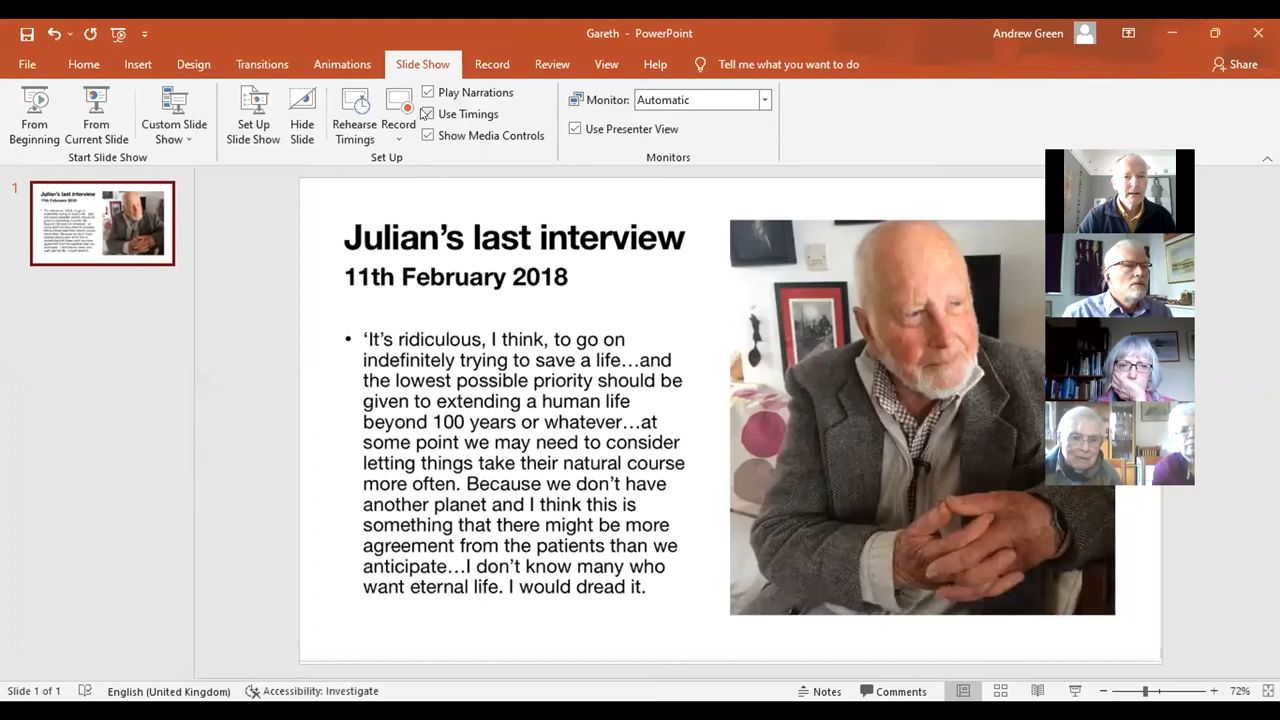 Gareth - PowerPoint
Andrew Green
File Home Insert Design Transitions Animations Slide Show Record Review View Help Tell me what you want to do Share
From Beginning
From Current Slide
Custom Slide Show
Start Slide Show
Set Up Slide Show
Hide Slide
Rehearse Timings
Record
Play Narrations
Use Timings
Show Media Controls
Set Up
Monitor: Automatic
Use Presenter View
Monitors
1
Julian's last interview
11th February 2018
Julian's last interview
11th February 2018
• ‘It's ridiculous, I think, to go on
indefinitely trying to save a life…and
the lowest possible priority should be
given to extending a human life
beyond 100 years or whatever…at
some point we may need to consider
letting things take their natural course
more often. Because we don't have
another planet and I think this is
something that there might be more
agreement from the patients than we
anticipate…I don't know many who
want eternal life. I would dread it.
Slide 1 of 1 English (United Kingdom) Accessibility: Investigate Notes Comments 72%